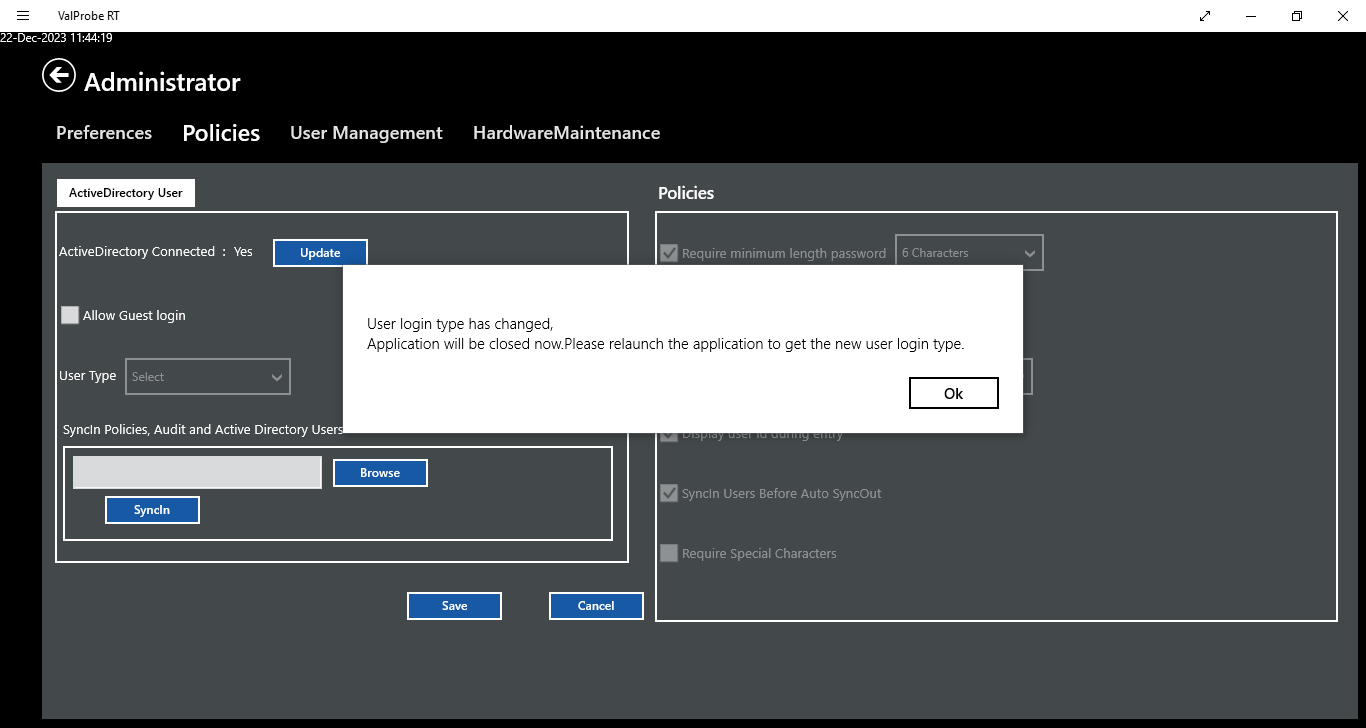 ValProbe RT
22-Dec-2023 11:44:19
Administrator
Preferences Policies User Management HardwareMaintenance
ActiveDirectory User
Policies
ActiveDirectory Connected : Yes Update
Require minimum length password 6 Characters
User login type has changed,
Application will be closed now.Please relaunch the application to get the new user login type.
Ok
Allow Guest login
User Type Select
SyncIn Policies, Audit and Active Directory Users
Browse
SyncIn
Display user id during entry
SyncIn Users Before Auto SyncOut
Require Special Characters
Save Cancel